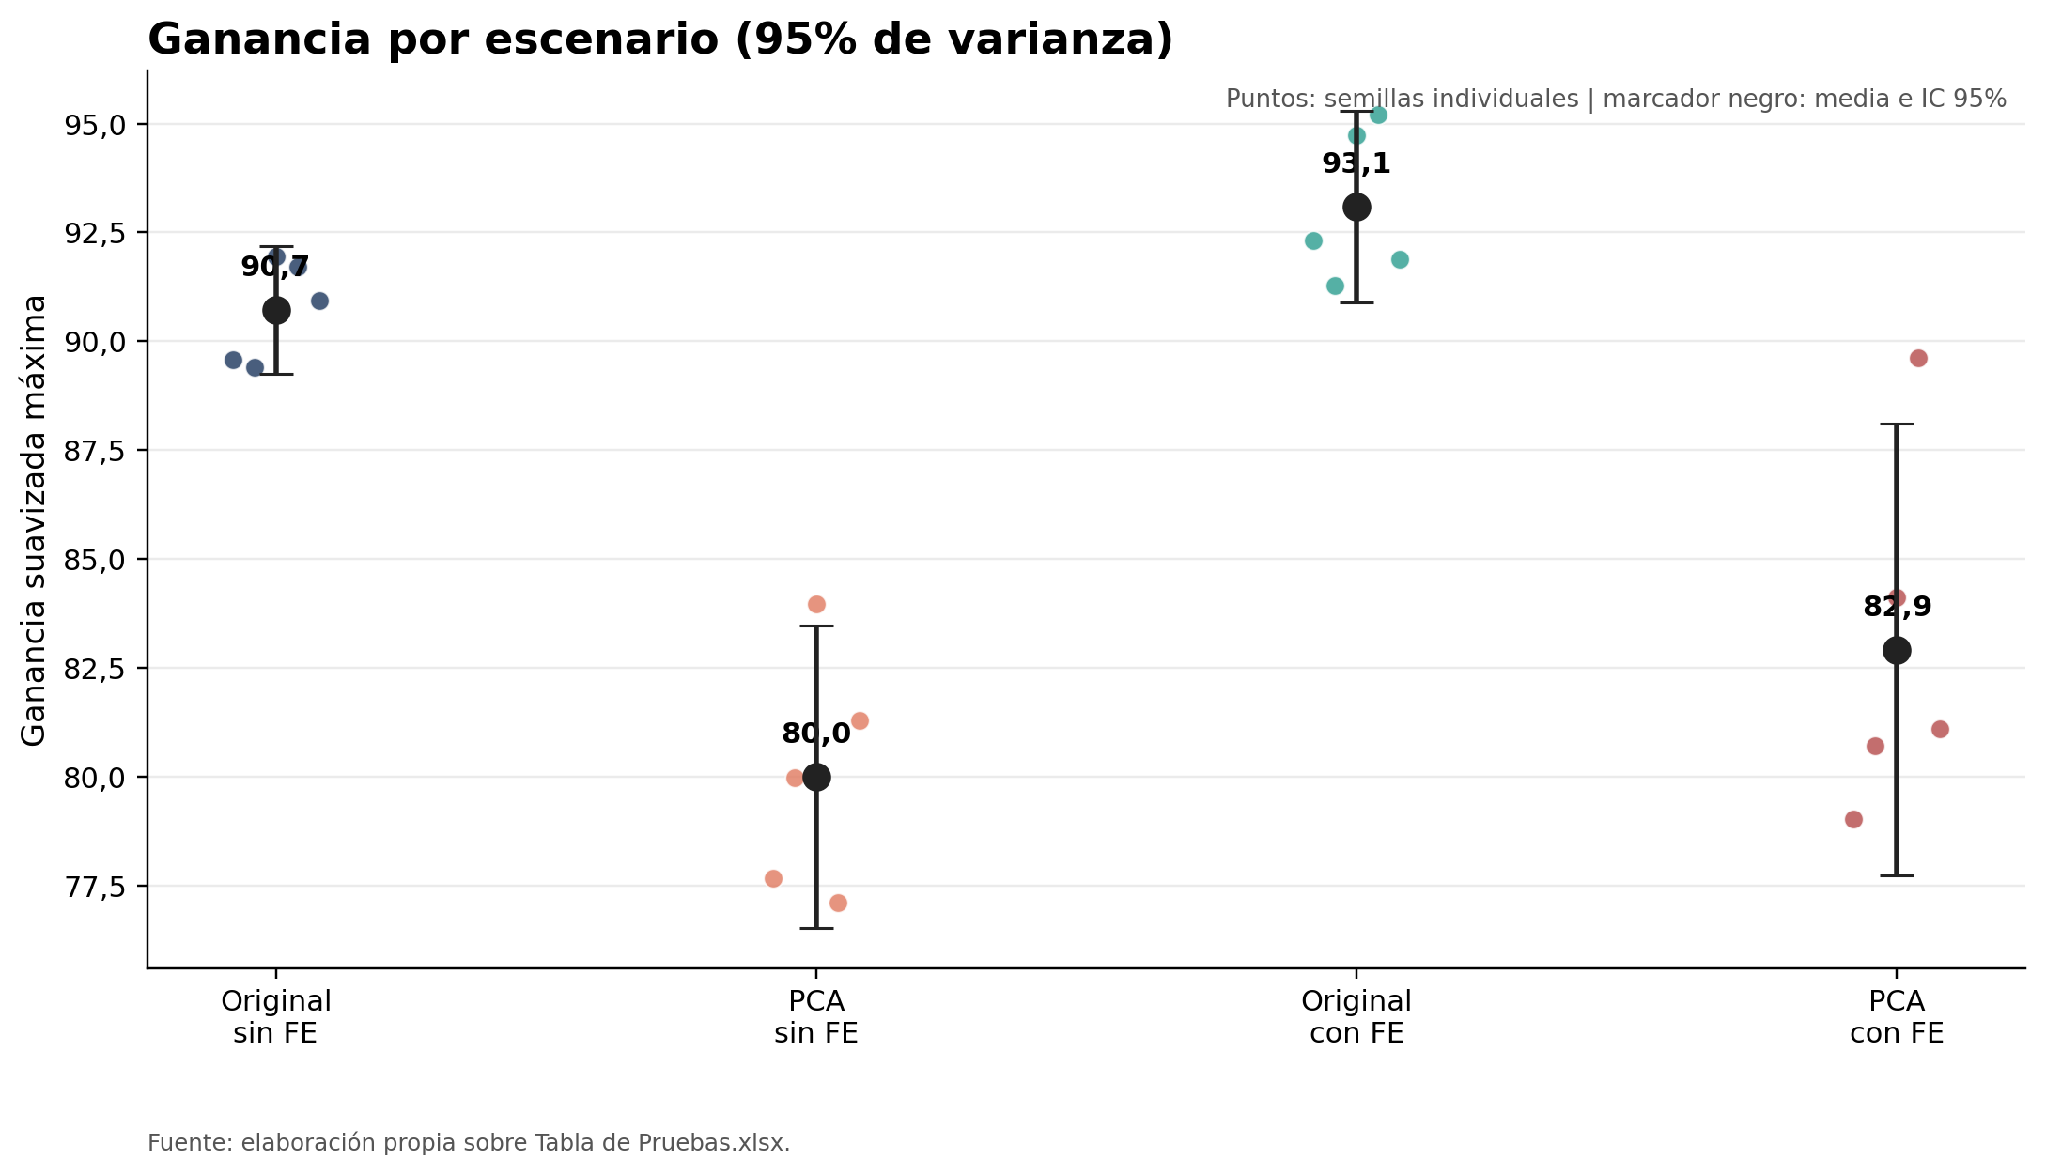 Ganancia por escenario (95% de varianza)
Puntos: semillas individuales | marcador negro: media e IC 95%
Ganancia suavizada máxima
95,0
92,5
90,0
87,5
85,0
82,5
80,0
77,5
90,7
80,0
93,1
82,9
Original
sin FE
PCA
sin FE
Original
con FE
PCA
con FE
Fuente: elaboración propia sobre Tabla de Pruebas.xlsx.